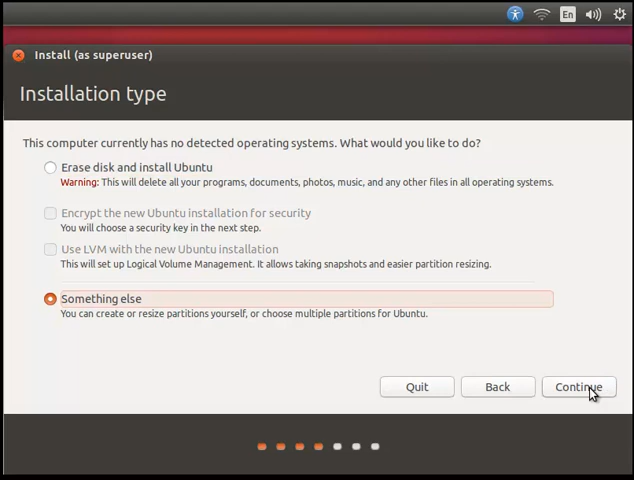 En
Install (as superuser)
Installation type
This computer currently has no detected operating systems. What would you like to do?
Erase disk and install Ubuntu
Warning: This will delete all your programs, documents, photos, music, and any other files in all operating systems.
Encrypt the new Ubuntu installation for security
You will choose a security key in the next step.
Use LVM with the new Ubuntu installation
This will set up Logical Volume Management. It allows taking snapshots and easier partition resizing.
Something else
You can create or resize partitions yourself, or choose multiple partitions for Ubuntu.
Quit
Back
Continue